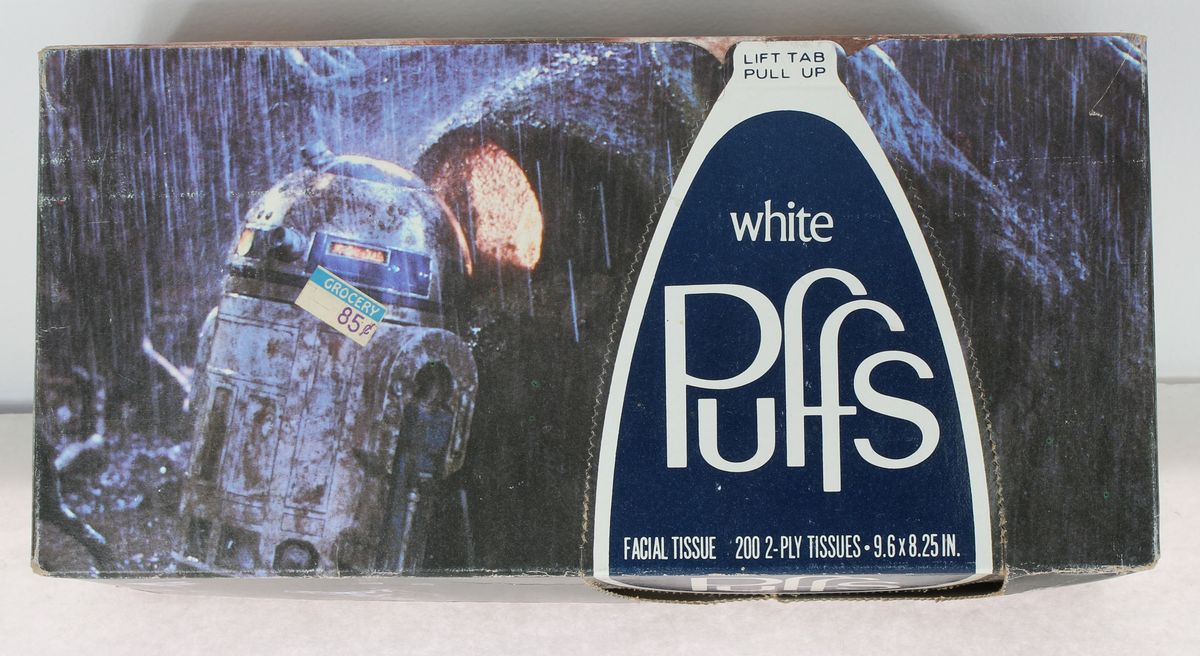 LIFT TAB
PULL UP
white
Puffs
GROCERY
85¢
FACIAL TISSUE 200 2-PLY TISSUES • 9.6 x 8.25 IN.
Puffs